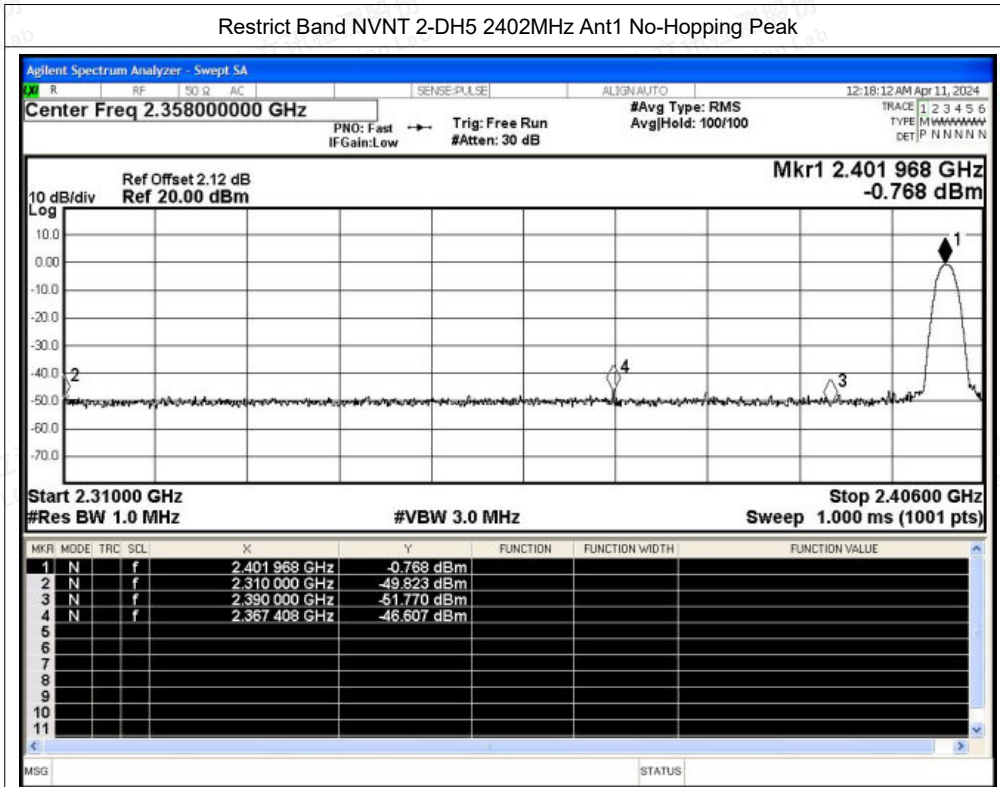 Restrict Band NVNT 2-DH5 2402MHz Ant1 No-Hopping Peak
Agilent Spectrum Analyzer - Swept SA
R RF 50 Ω AC SENSE:PULSE ALIGN AUTO 12:18:12 AM Apr 11, 2024
Center Freq 2.358000000 GHz #Avg Type: RMS TRACE 1 2 3 4 5 6
PNO: Fast Trig: Free Run Avg|Hold: 100/100 TYPE M
IFGain:Low #Atten: 30 dB DET P N N N N N
Mkr1 2.401 968 GHz
-0.768 dBm
Ref Offset 2.12 dB
10 dB/div Ref 20.00 dBm
Log
10.0
1
0.00
-10.0
-20.0
-30.0
-40.0
2
4
3
-50.0
-60.0
-70.0
Start 2.31000 GHz Stop 2.40600 GHz
#Res BW 1.0 MHz #VBW 3.0 MHz Sweep 1.000 ms (1001 pts)
MKR MODE TRC SCL X Y FUNCTION FUNCTION WIDTH FUNCTION VALUE
1 N f 2.401 968 GHz -0.768 dBm
2 N f 2.310 000 GHz -49.823 dBm
3 N f 2.390 000 GHz -51.770 dBm
4 N f 2.367 408 GHz -46.607 dBm
5
6
7
8
9
10
11
MSG STATUS